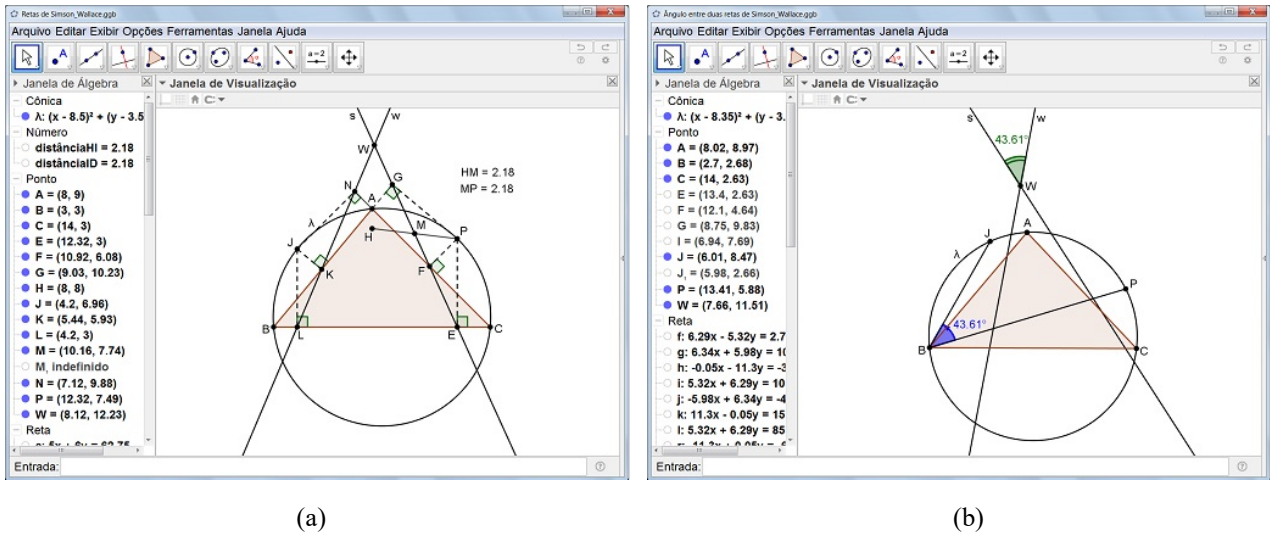 Retas de Simson_Wallace.ggb
Arquivo Editar Exibir Opções Ferramentas Janela Ajuda
A
a=2
Janela de Álgebra
Janela de Visualização
Cônica
λ: (x - 8.5)² + (y - 3.5
Número
distânciaHI = 2.18
distânciaID = 2.18
Ponto
A = (8, 9)
B = (3, 3)
C = (14, 3)
E = (12.32, 3)
F = (10.92, 6.08)
G = (9.03, 10.23)
H = (8, 8)
J = (4.2, 6.96)
K = (5.44, 5.93)
L = (4.2, 3)
M = (10.16, 7.74)
M, indefinido
N = (7.12, 9.88)
P = (12.32, 7.49)
W = (8.12, 12.23)
Reta
s
w
W
HM = 2.18
MP = 2.18
N
G
A
λ
H
M
P
J
K
F
B
L
E
C
Entrada:
(a)
Ângulo entre duas retas de Simson_Wallace.ggb
Arquivo Editar Exibir Opções Ferramentas Janela Ajuda
A
a=2
Janela de Álgebra
Janela de Visualização
Cônica
λ: (x - 8.35)² + (y - 3.
Ponto
A = (8.02, 8.97)
B = (2.7, 2.68)
C = (14, 2.63)
E = (13.4, 2.63)
F = (12.1, 4.64)
G = (8.75, 9.83)
I = (6.94, 7.69)
J = (6.01, 8.47)
J, = (5.98, 2.66)
P = (13.41, 5.88)
W = (7.66, 11.51)
Reta
f: 6.29x - 5.32y = 2.7
g: 6.34x + 5.98y = 10
h: -0.05x - 11.3y = -3
i: 5.32x + 6.29y = 10
j: -5.98x + 6.34y = -4
k: 11.3x - 0.05y = 15
l: 5.32x + 6.29y = 85
s
w
43.61°
W
A
J
λ
P
43.61°
B
C
Entrada:
(b)